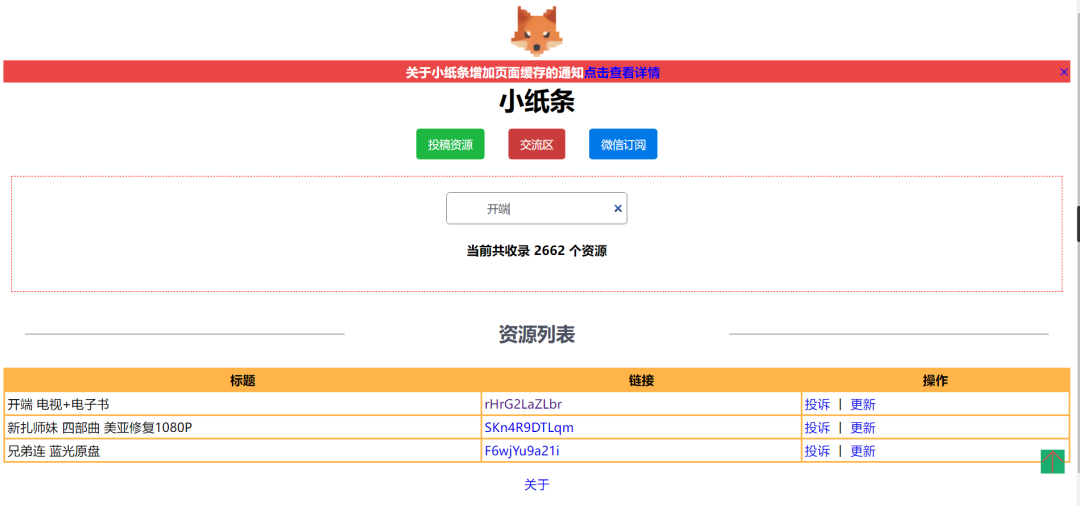 关于小纸条增加页面缓存的通知点击查看详情 ×
小纸条
投稿资源 交流区 微信订阅
开端 ×
当前共收录 2662 个资源
资源列表
标题 链接 操作
开端 电视+电子书 rHrG2LaZLbr 投诉 | 更新
新扎师妹 四部曲 美亚修复1080P SKn4R9DTLqm 投诉 | 更新
兄弟连 蓝光原盘 F6wjYu9a21i 投诉 | 更新
关于